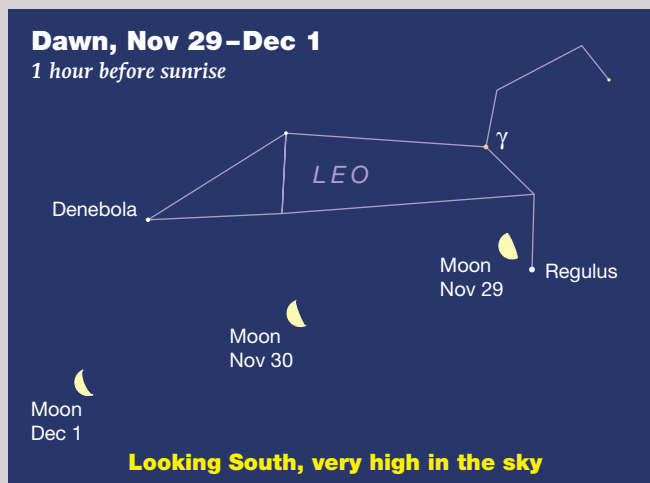 Dawn, Nov 29–Dec 1
1 hour before sunrise
γ
LEO
Denebola
Moon
Nov 29
Regulus
Moon
Nov 30
Moon
Dec 1
Looking South, very high in the sky